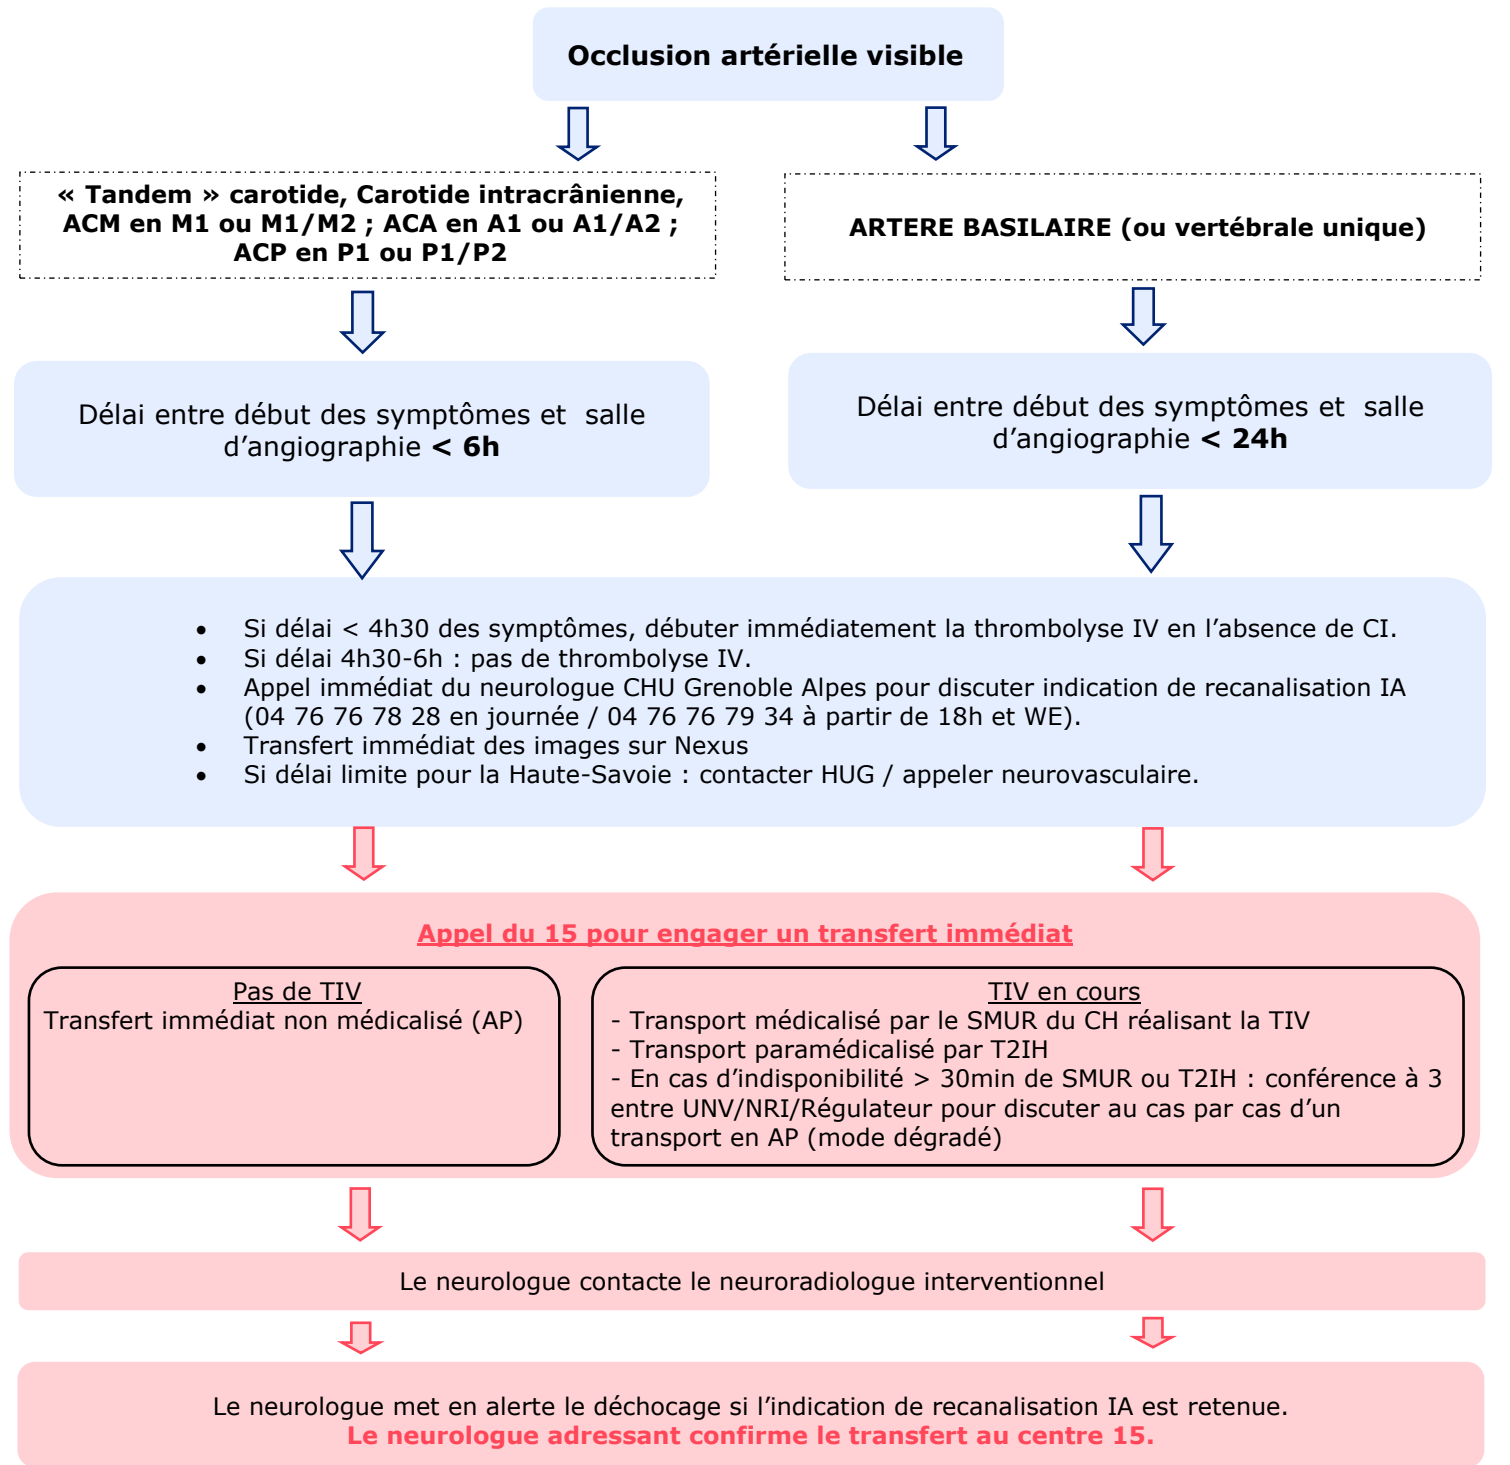 Occlusion artérielle visible
« Tandem » carotide, Carotide intracrânienne,
ACM en M1 ou M1/M2 ; ACA en A1 ou A1/A2 ;
ACP en P1 ou P1/P2
ARTERE BASILAIRE (ou vertébrale unique)
Délai entre début des symptômes et salle
d’angiographie < 6h
Délai entre début des symptômes et salle
d’angiographie < 24h
• Si délai < 4h30 des symptômes, débuter immédiatement la thrombolyse IV en l’absence de CI.
• Si délai 4h30-6h : pas de thrombolyse IV.
• Appel immédiat du neurologue CHU Grenoble Alpes pour discuter indication de recanalisation IA
(04 76 76 78 28 en journée / 04 76 76 79 34 à partir de 18h et WE).
• Transfert immédiat des images sur Nexus
• Si délai limite pour la Haute-Savoie : contacter HUG / appeler neurovasculaire.
Appel du 15 pour engager un transfert immédiat
Pas de TIV
Transfert immédiat non médicalisé (AP)
TIV en cours
- Transport médicalisé par le SMUR du CH réalisant la TIV
- Transport paramédicalisé par T2IH
- En cas d’indisponibilité > 30min de SMUR ou T2IH : conférence à 3
entre UNV/NRI/Régulateur pour discuter au cas par cas d’un
transport en AP (mode dégradé)
Le neurologue contacte le neuroradiologue interventionnel
Le neurologue met en alerte le déchocage si l’indication de recanalisation IA est retenue.
Le neurologue adressant confirme le transfert au centre 15.